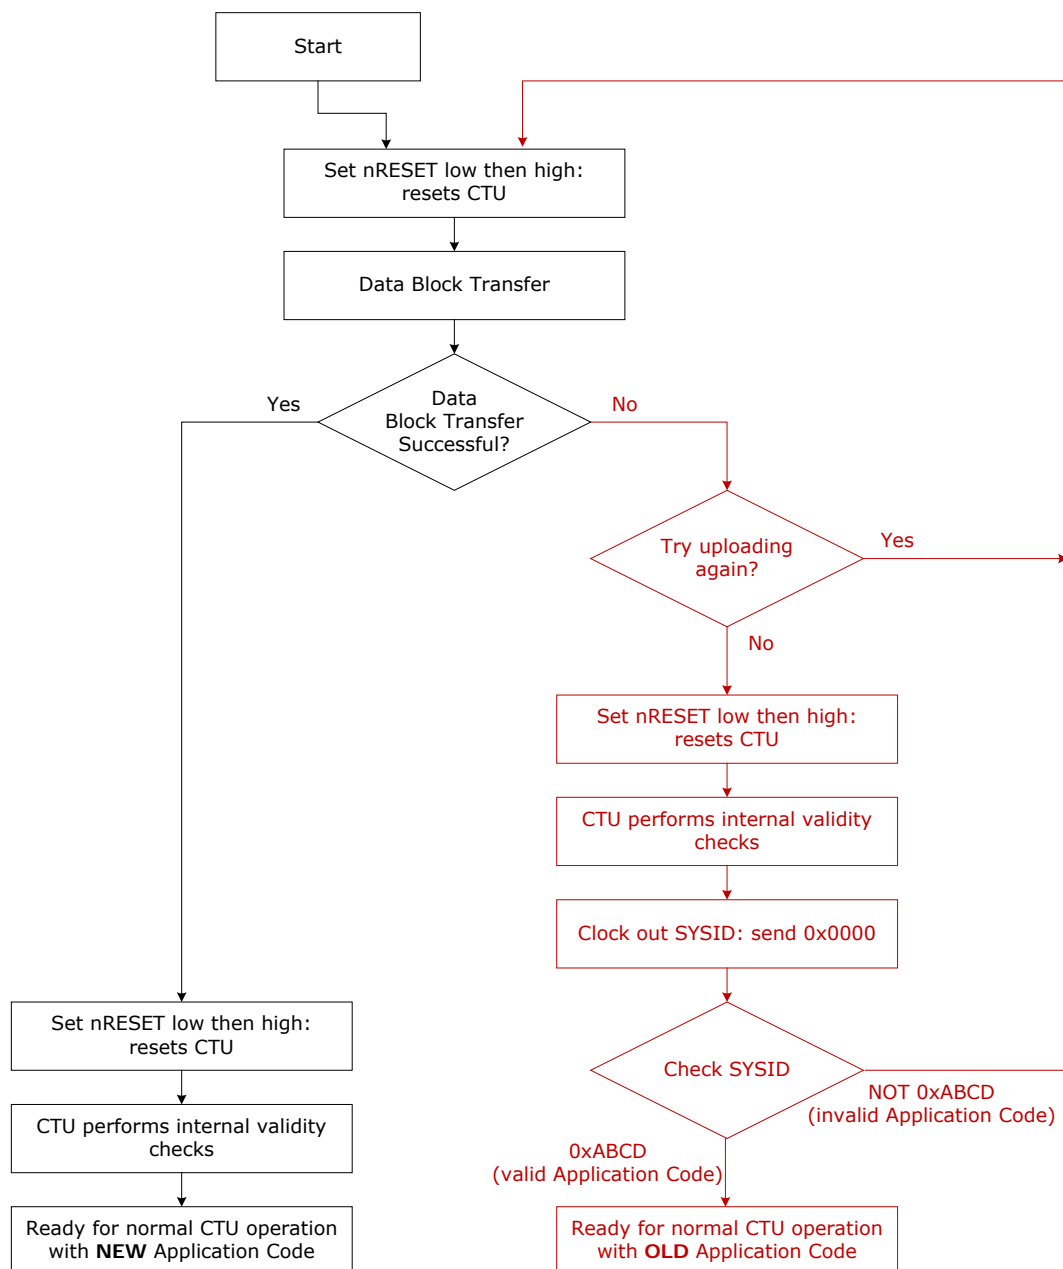 Start
Set nRESET low then high:
resets CTU
Data Block Transfer
Data
Block Transfer
Successful?
Yes
No
Try uploading
again?
Yes
No
Set nRESET low then high:
resets CTU
CTU performs internal validity
checks
Clock out SYSID: send 0x0000
Check SYSID
NOT 0xABCD
(invalid Application Code)
0xABCD
(valid Application Code)
Ready for normal CTU operation
with OLD Application Code
Set nRESET low then high:
resets CTU
CTU performs internal validity
checks
Ready for normal CTU operation
with NEW Application Code